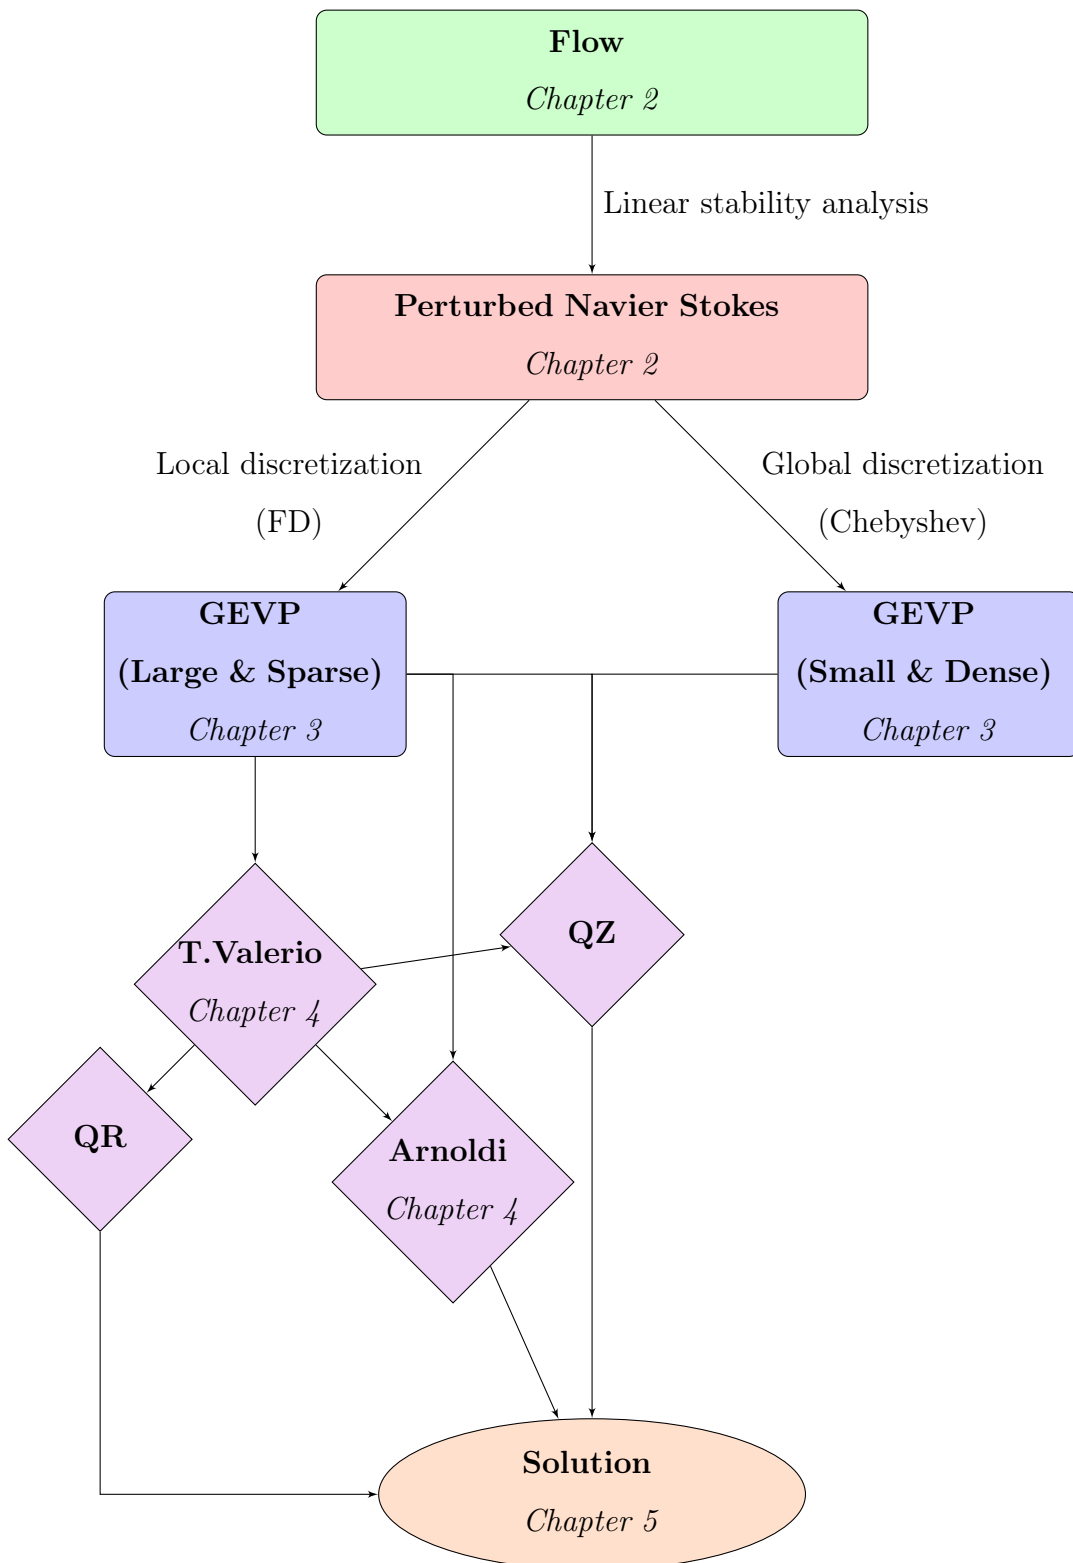 Flow
Chapter 2
Linear stability analysis
Perturbed Navier Stokes
Chapter 2
Local discretization
(FD)
Global discretization
(Chebyshev)
GEVP
(Large & Sparse)
Chapter 3
GEVP
(Small & Dense)
Chapter 3
T.Valerio
Chapter 4
QZ
QR
Arnoldi
Chapter 4
Solution
Chapter 5